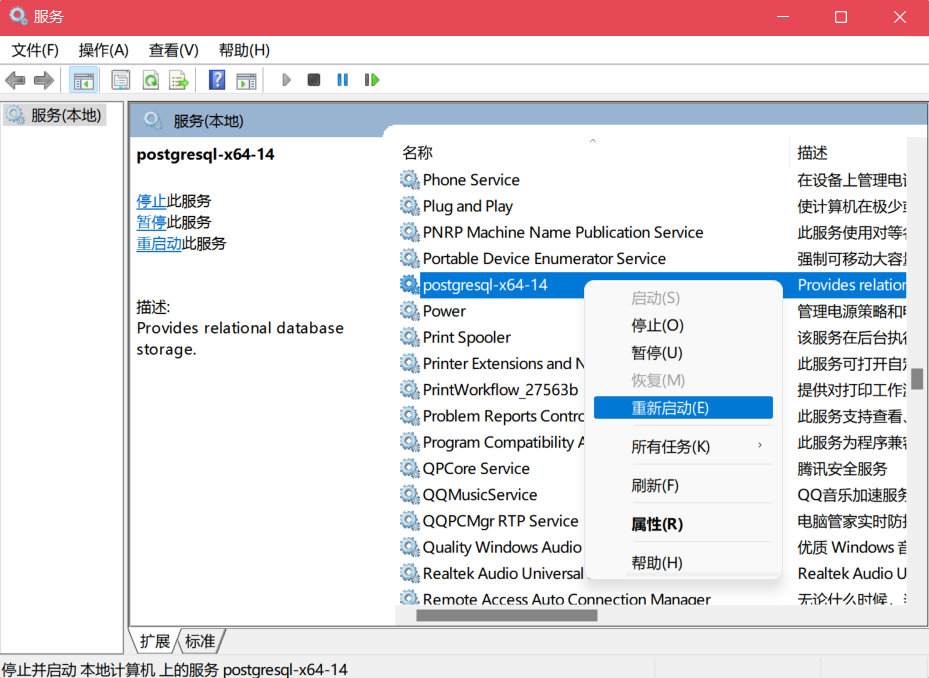 服务
文件(F) 操作(A) 查看(V) 帮助(H)
服务(本地)
服务(本地)
postgresql-x64-14
停止此服务
暂停此服务
重启动此服务
描述:
Provides relational database
storage.
名称 描述
Phone Service 在设备上管理电
Plug and Play 使计算机在极少
PNRP Machine Name Publication Service 此服务使用对等
Portable Device Enumerator Service 强制可移动大容
postgresql-x64-14 Provides relation
Power 管理电源策略和
Print Spooler 该服务在后台执
Printer Extensions and N 此服务可打开自
PrintWorkflow_27563b 提供对打印工作
Problem Reports Contro 此服务支持查看、
Program Compatibility A 此服务为程序兼
QPCore Service 腾讯安全服务
QQMusicService QQ音乐加速服务
QQPCMgr RTP Service 电脑管家实时防
Quality Windows Audio 优质 Windows 音
Realtek Audio Universal Realtek Audio U
Remote Access Auto Connection Manager 无论什么时候，
启动(S)
停止(O)
暂停(U)
恢复(M)
重新启动(E)
所有任务(K)
刷新(F)
属性(R)
帮助(H)
扩展 标准
停止并启动 本地计算机 上的服务 postgresql-x64-14